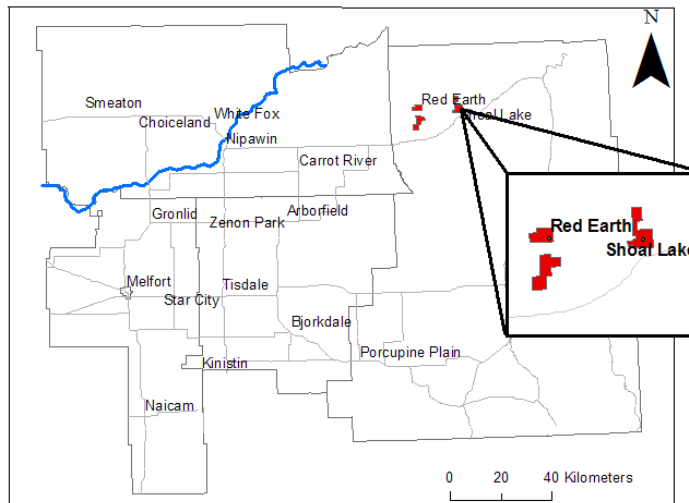 N
Red Earth
Smeaton
White Fox
Shoal Lake
Choiceland
Nipawin
Carrot River
Gronlid
Arborfield
Zenon Park
Red Earth
Shoal Lake
Melfort
Tisdale
Star City
Bjorkdale
Porcupine Plain
Kinistin
Naicam
0 20 40 Kilometers